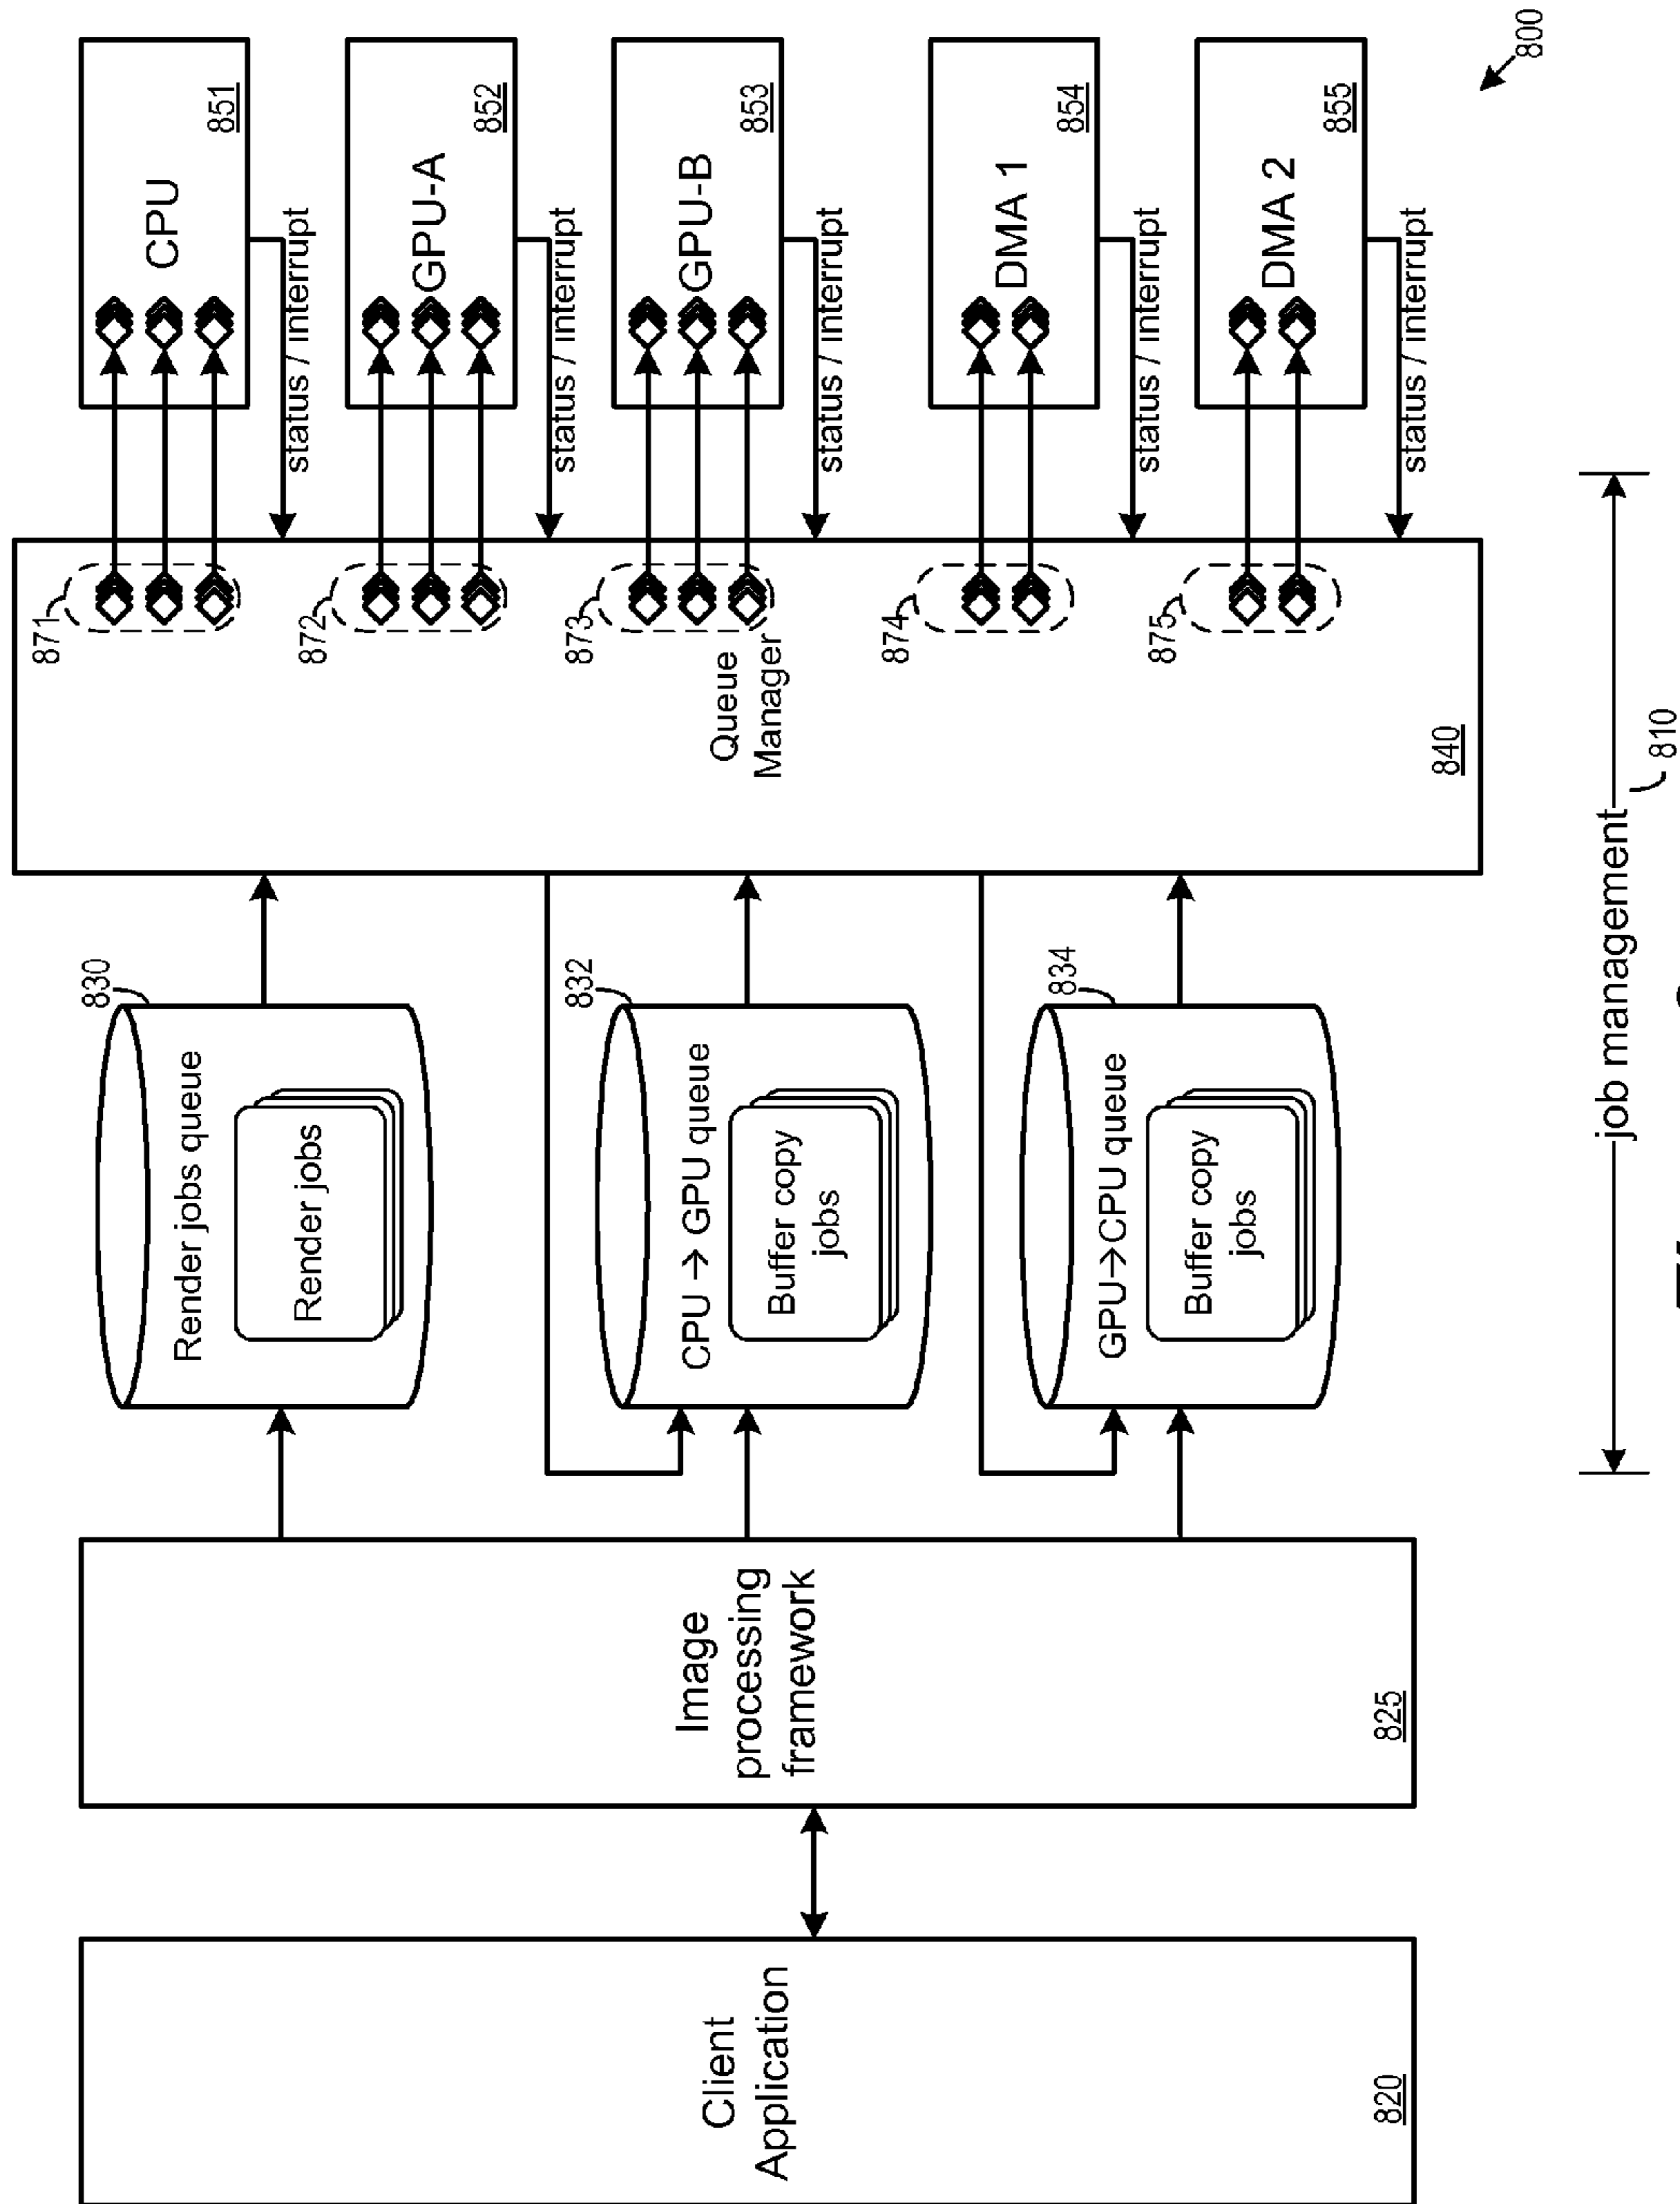 Client
Application
820
Image
processing
framework
825
830
Render jobs queue
Render jobs
832
CPU → GPU queue
Buffer copy
jobs
834
GPU→CPU queue
Buffer copy
jobs
Queue
Manager
840
871
872
873
874
875
CPU
851
status / interrupt
GPU-A
852
status / interrupt
GPU-B
853
status / interrupt
DMA 1
854
status / interrupt
DMA 2
855
status / interrupt
job management
810
800